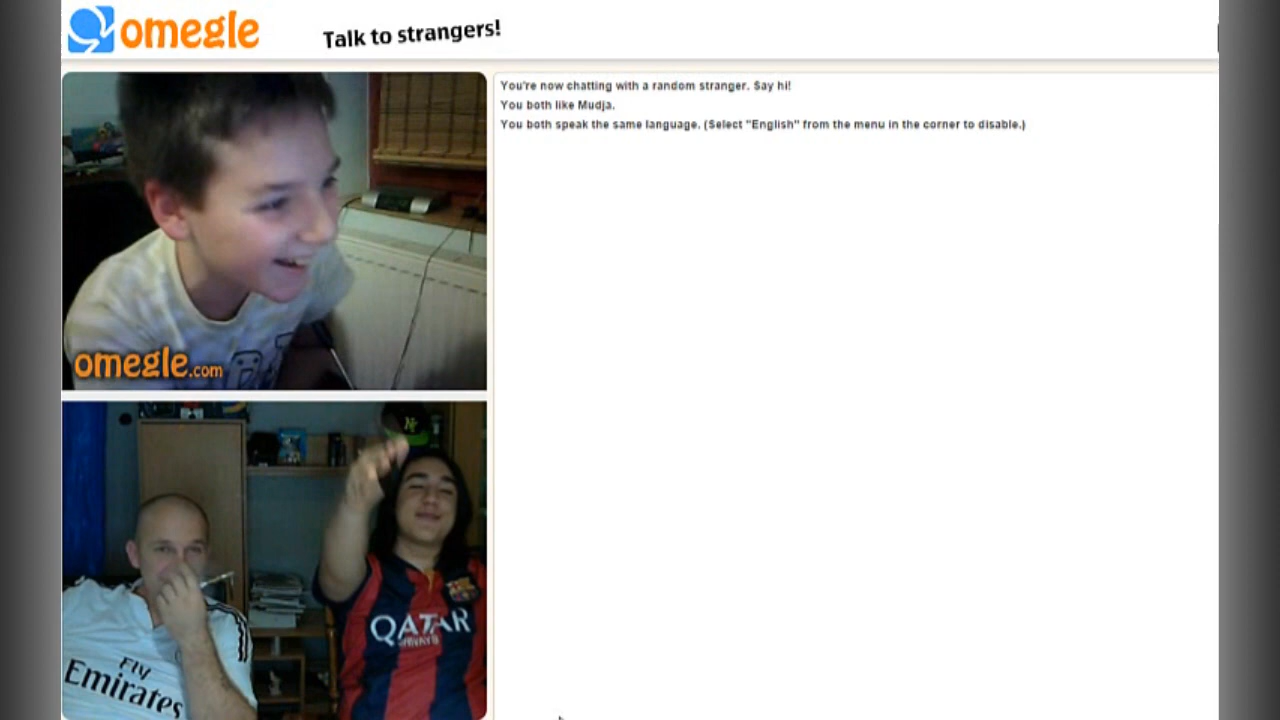 omegle
Talk to strangers!
You're now chatting with a random stranger. Say hi!
You both like Mudja.
You both speak the same language. (Select "English" from the menu in the corner to disable.)
omegle.com
Fly
Emirates
QATAR
AIRWAYS